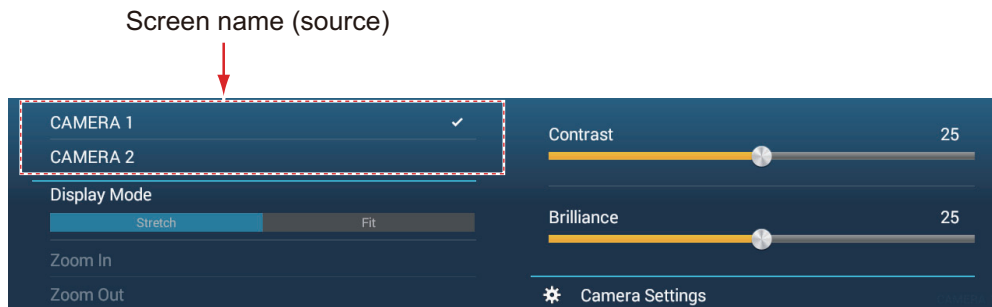 Screen name (source)
CAMERA 1
CAMERA 2
Display Mode
Stretch Fit
Zoom In
Zoom Out
Contrast 25
Brilliance 25
Camera Settings